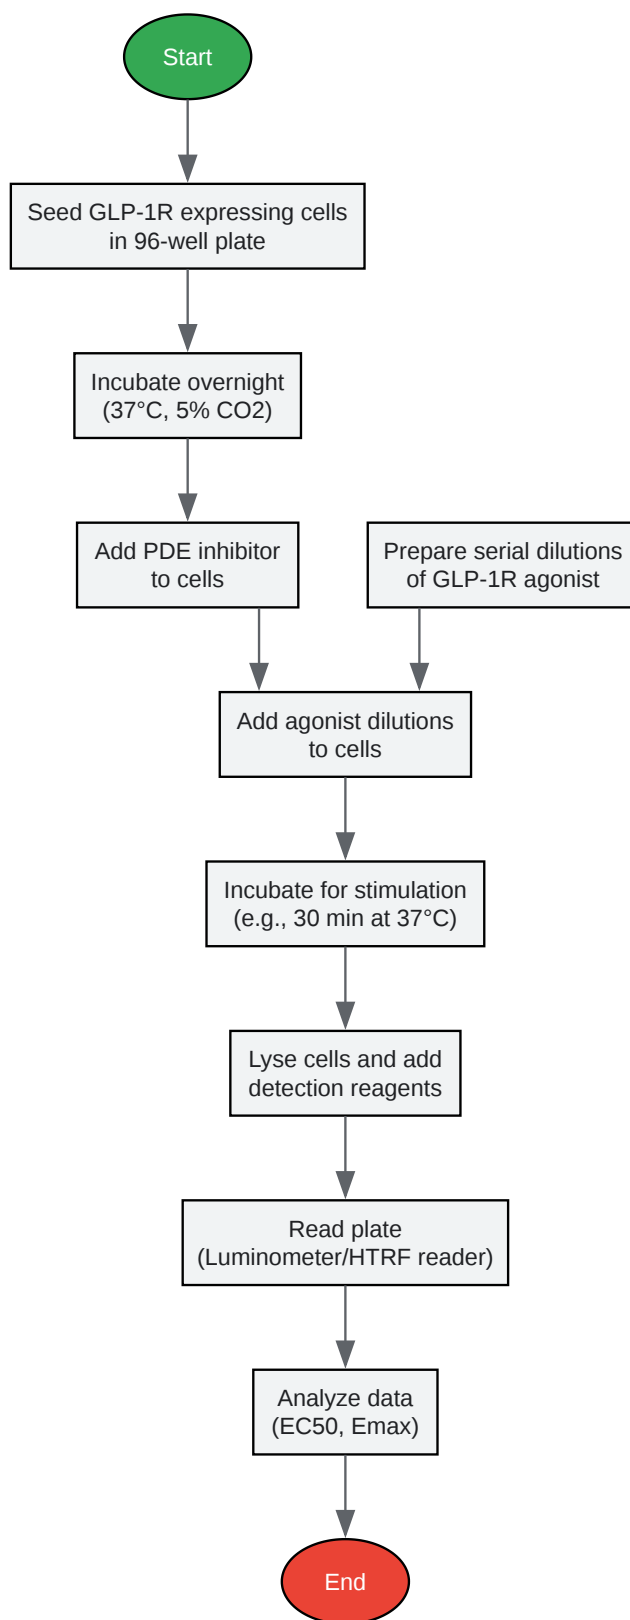 Start
Seed GLP-1R expressing cells
in 96-well plate
Incubate overnight
(37°C, 5% CO2)
Add PDE inhibitor
to cells
Prepare serial dilutions
of GLP-1R agonist
Add agonist dilutions
to cells
Incubate for stimulation
(e.g., 30 min at 37°C)
Lyse cells and add
detection reagents
Read plate
(Luminometer/HTRF reader)
Analyze data
(EC50, Emax)
End